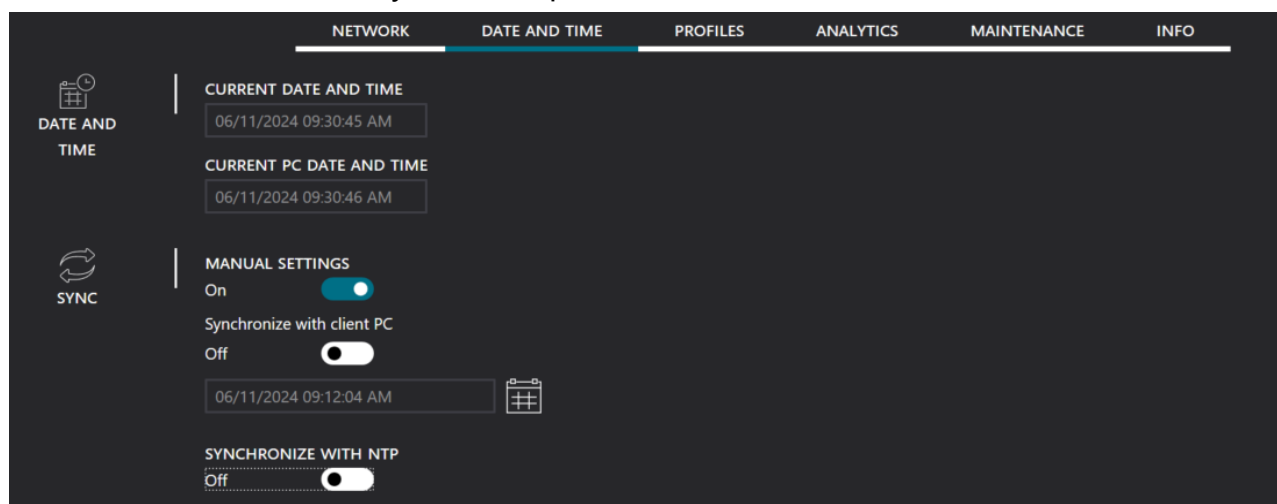 NETWORK DATE AND TIME PROFILES ANALYTICS MAINTENANCE INFO
DATE AND
TIME
CURRENT DATE AND TIME
06/11/2024 09:30:45 AM
CURRENT PC DATE AND TIME
06/11/2024 09:30:46 AM
SYNC
MANUAL SETTINGS
On
Synchronize with client PC
Off
06/11/2024 09:12:04 AM
SYNCHRONIZE WITH NTP
Off